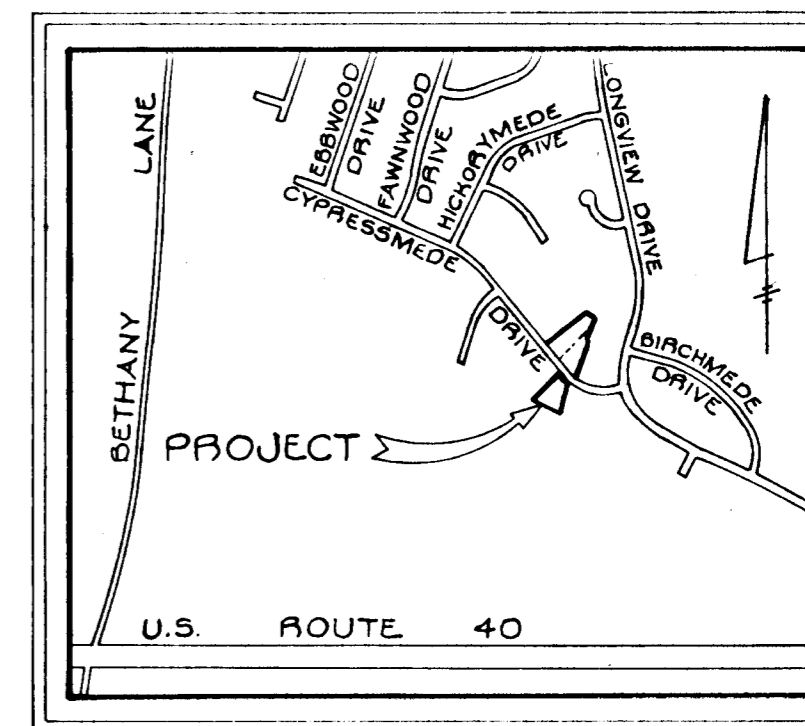 BETHANY LANE
EBBWOOD
DRIVE
FAWNWOOD
DRIVE
HICKORYMEDE
DRIVE
LONGVIEW DRIVE
CYPRESSMEDE
DRIVE
BIRCHMEDE
DRIVE
PROJECT
U.S. ROUTE 40